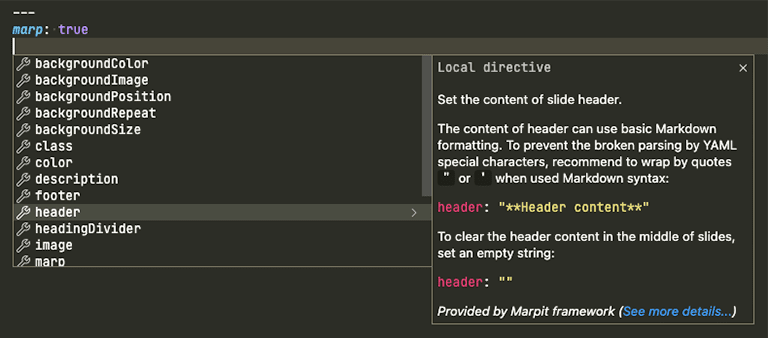 ---
marp: true
backgroundColor
backgroundImage
backgroundPosition
backgroundRepeat
backgroundSize
class
color
description
footer
header
headingDivider
image
marp
Local directive
Set the content of slide header.
The content of header can use basic Markdown
formatting. To prevent the broken parsing by YAML
special characters, recommend to wrap by quotes
" or ' when used Markdown syntax:
header: "**Header content**"
To clear the header content in the middle of slides,
set an empty string:
header: ""
Provided by Marpit framework (See more details...)